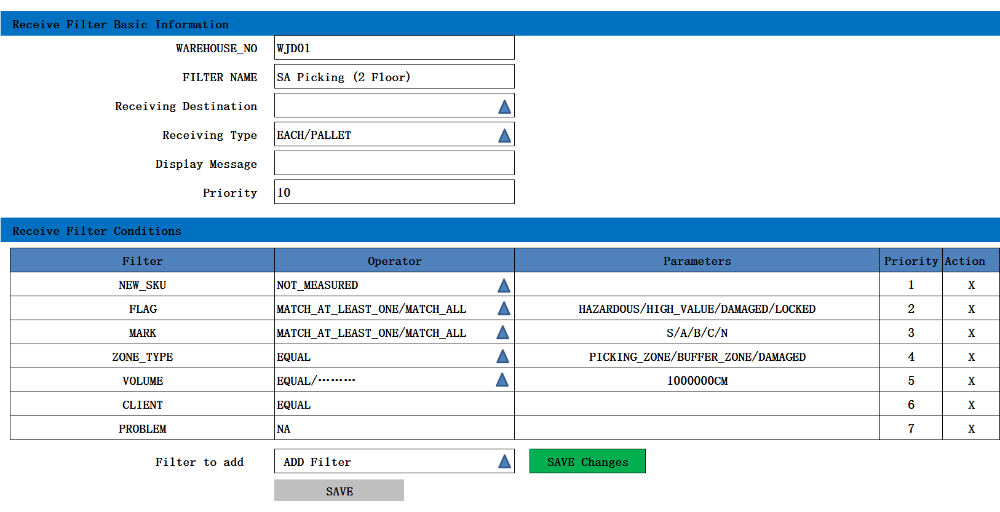 Receive Filter Basic Information
WAREHOUSE_NO WJD01
FILTER NAME SA Picking (2 Floor)
Receiving Destination
Receiving Type EACH/PALLET
Display Message
Priority 10
Receive Filter Conditions
Filter Operator Parameters Priority Action
NEW_SKU NOT_MEASURED 1 X
FLAG MATCH_AT_LEAST_ONE/MATCH_ALL HAZARDOUS/HIGH_VALUE/DAMAGED/LOCKED 2 X
MARK MATCH_AT_LEAST_ONE/MATCH_ALL S/A/B/C/N 3 X
ZONE_TYPE EQUAL PICKING_ZONE/BUFFER_ZONE/DAMAGED 4 X
VOLUME EQUAL/……… 1000000CM 5 X
CLIENT EQUAL 6 X
PROBLEM NA 7 X
Filter to add ADD Filter SAVE Changes
SAVE